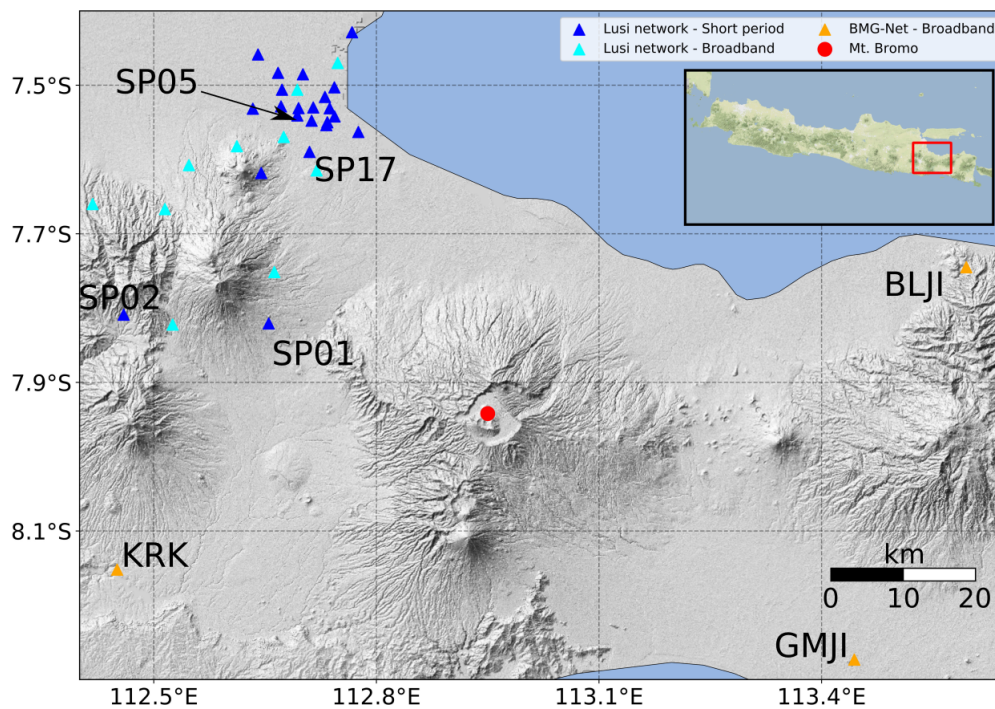 Lusi network - Short period
Lusi network - Broadband
BMG-Net - Broadband
Mt. Bromo
7.5°S
7.7°S
7.9°S
8.1°S
SP05
SP17
SP02
SP01
BLJI
KRK
GMJI
km
0 10 20
112.5°E 112.8°E 113.1°E 113.4°E